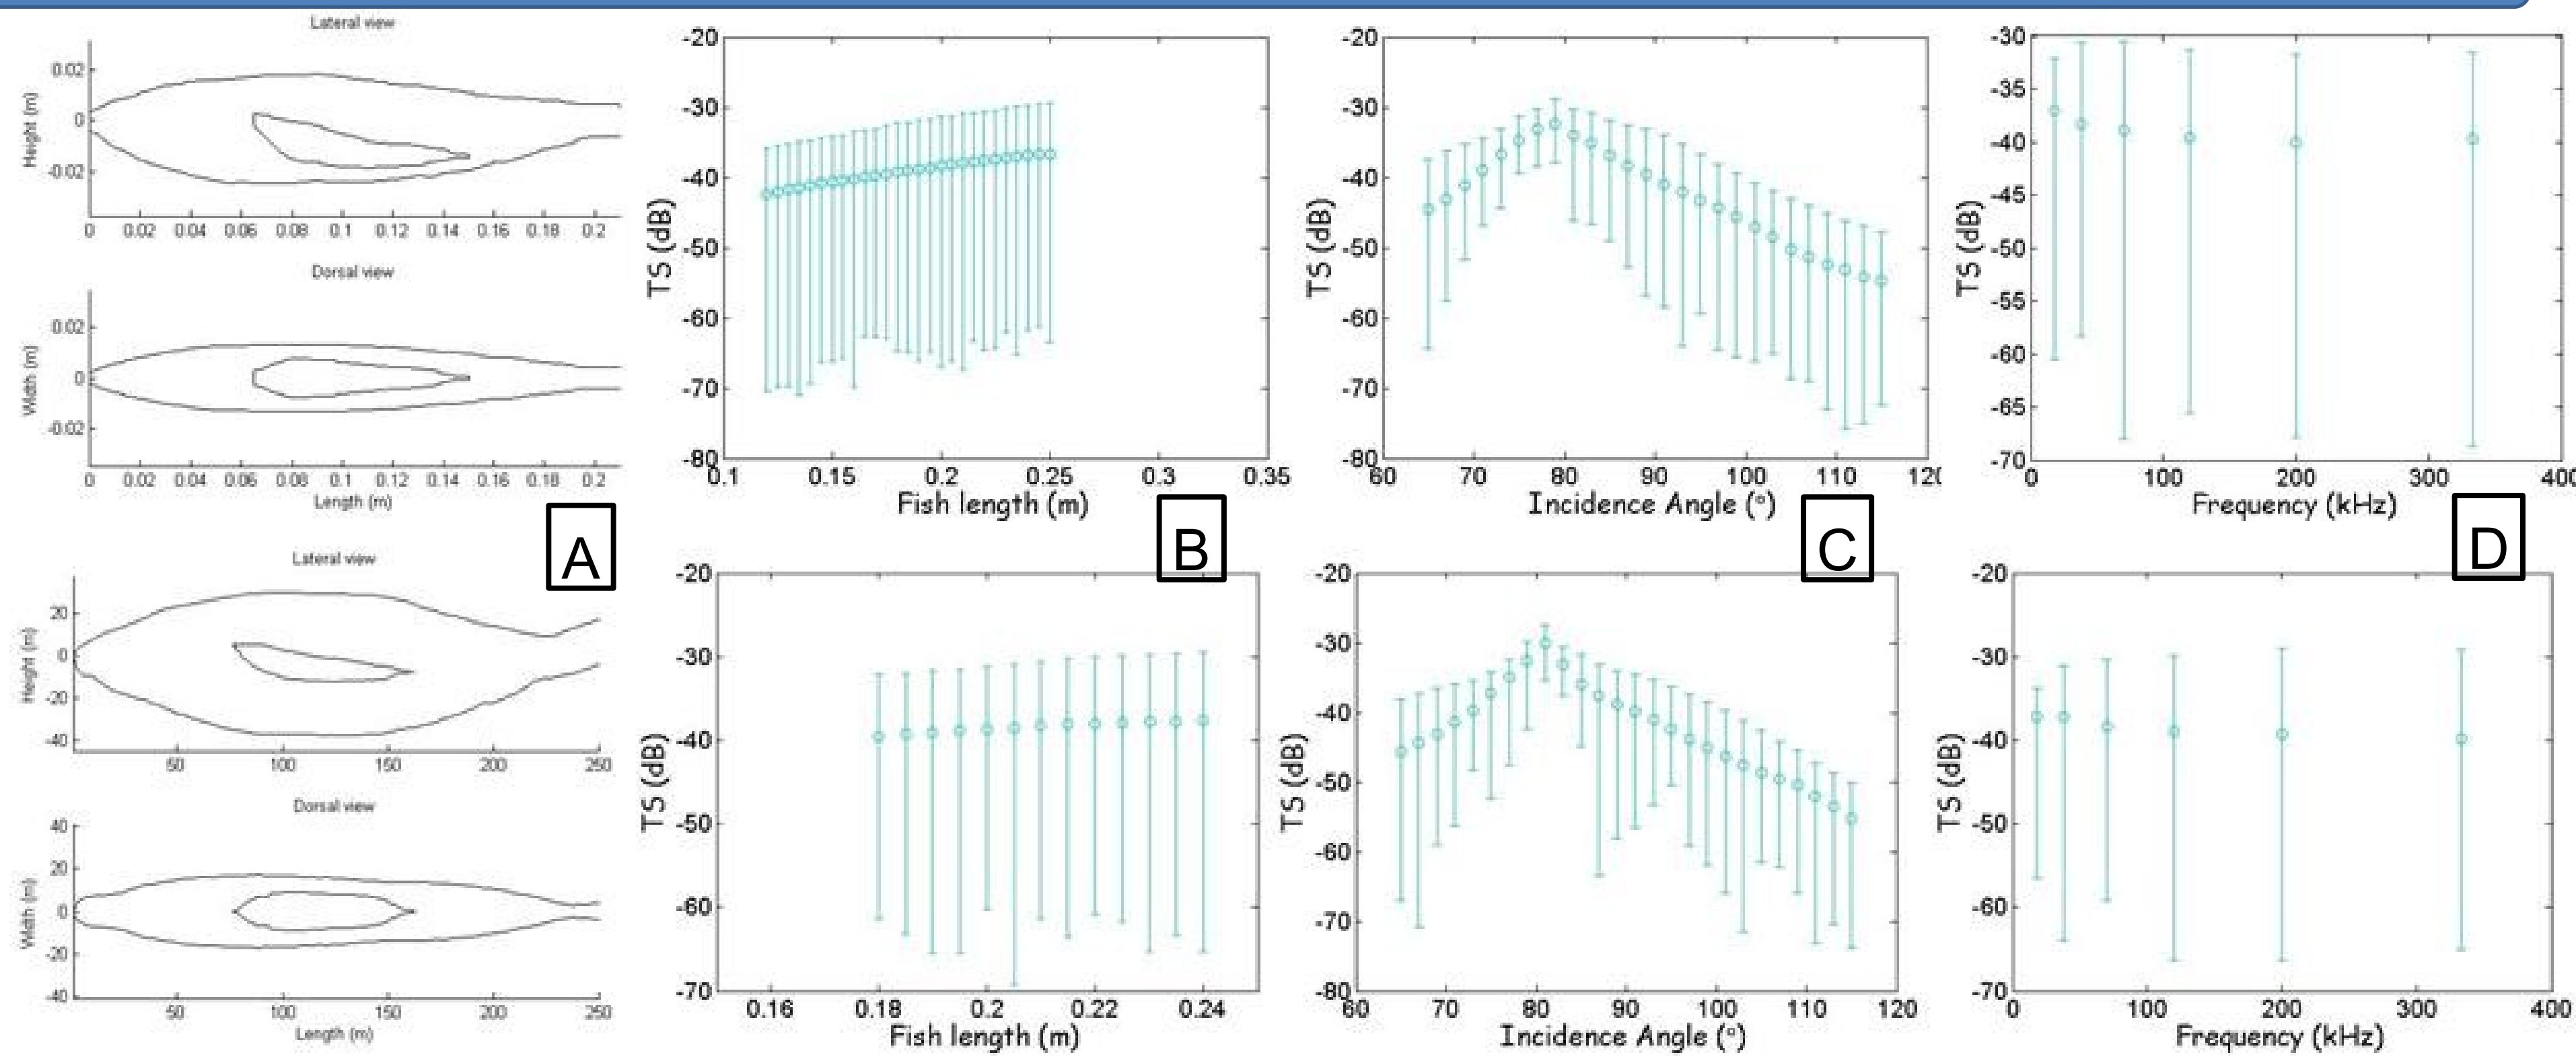 Lateral view
Height (m)
0.02
0
-0.02
0 0.02 0.04 0.06 0.08 0.1 0.12 0.14 0.16 0.18 0.2
Dorsal view
Width (m)
0.02
0
-0.02
0 0.02 0.04 0.06 0.08 0.1 0.12 0.14 0.16 0.18 0.2
Length (m)
A
TS (dB)
-20
-30
-40
-50
-60
-70
-80
0.1 0.15 0.2 0.25 0.3 0.35
Fish length (m)
B
TS (dB)
-20
-30
-40
-50
-60
-70
-80
60 70 80 90 100 110 120
Incidence Angle (°)
C
TS (dB)
-30
-35
-40
-45
-50
-55
-60
-65
-70
0 100 200 300 400
Frequency (kHz)
D
Lateral view
Height (m)
20
0
-20
-40
50 100 150 200 250
Dorsal view
Width (m)
40
20
0
-20
-40
50 100 150 200 250
Length (m)
TS (dB)
-20
-30
-40
-50
-60
-70
0.16 0.18 0.2 0.22 0.24
Fish length (m)
TS (dB)
-20
-30
-40
-50
-60
-70
-80
60 70 80 90 100 110 120
Incidence Angle (°)
TS (dB)
-20
-30
-40
-50
-60
-70
0 100 200 300 400
Frequency (kHz)